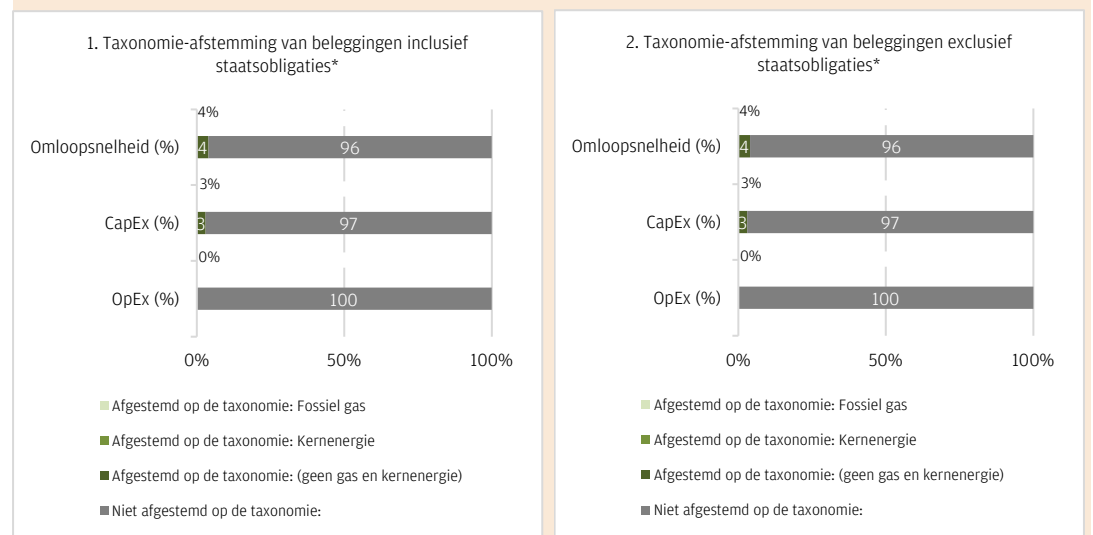 1. Taxonomie-afstemming van beleggingen inclusief
staatsobligaties*
4%
Omloopsnelheid (%)
4
96
3%
CapEx (%)
3
97
0%
OpEx (%)
100
0%
50%
100%
Afgestemd op de taxonomie: Fossiel gas
Afgestemd op de taxonomie: Kernenergie
Afgestemd op de taxonomie: (geen gas en kernenergie)
Niet afgestemd op de taxonomie:
2. Taxonomie-afstemming van beleggingen exclusief
staatsobligaties*
4%
Omloopsnelheid (%)
4
96
3%
CapEx (%)
3
97
0%
OpEx (%)
100
0%
50%
100%
Afgestemd op de taxonomie: Fossiel gas
Afgestemd op de taxonomie: Kernenergie
Afgestemd op de taxonomie: (geen gas en kernenergie)
Niet afgestemd op de taxonomie: